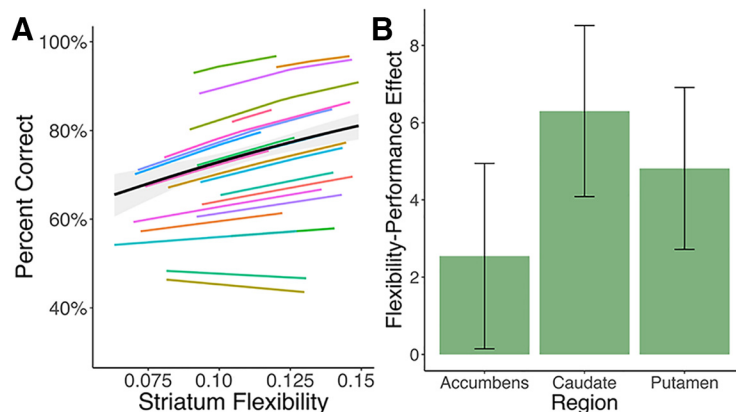 A
Percent Correct
100%
80%
60%
40%
0.075 0.10 0.125 0.15
Striatum Flexibility
B
Flexibility-Performance Effect
8
6
4
2
0
Accumbens Caudate Putamen
Region